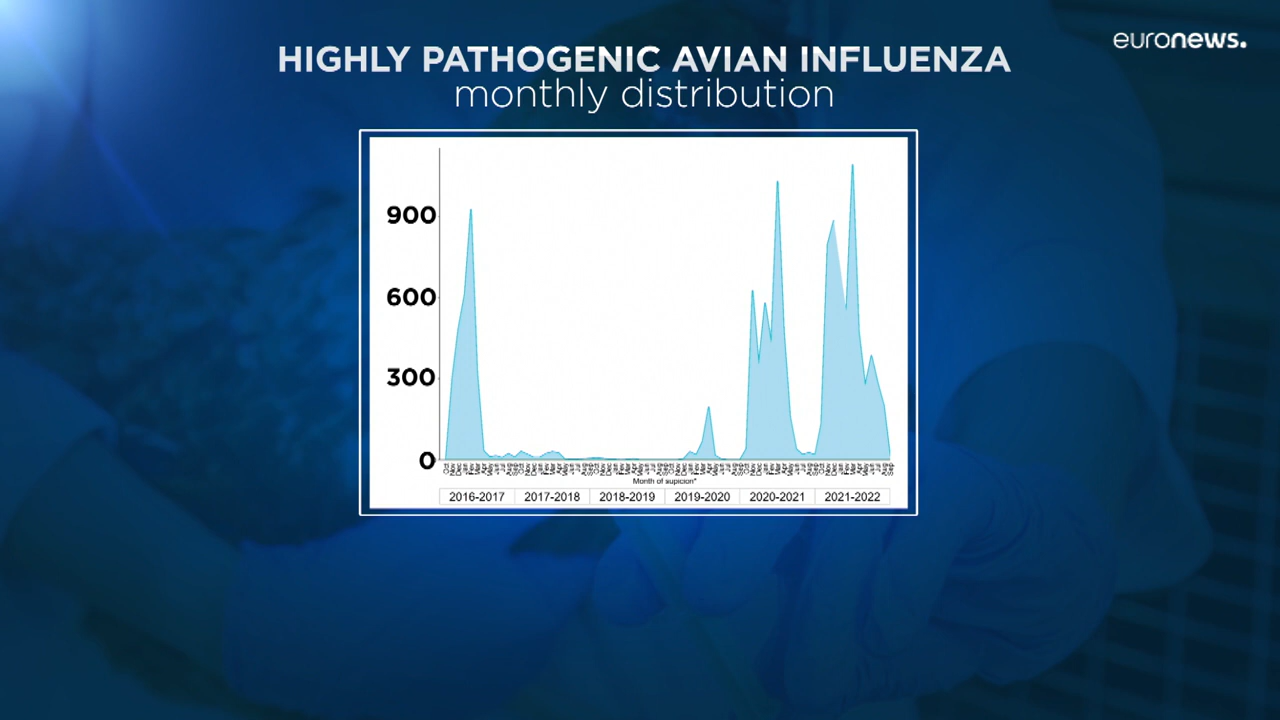 euronews.
HIGHLY PATHOGENIC AVIAN INFLUENZA
monthly distribution
900
600
300
0
Month of supicion*
2016-2017 2017-2018 2018-2019 2019-2020 2020-2021 2021-2022